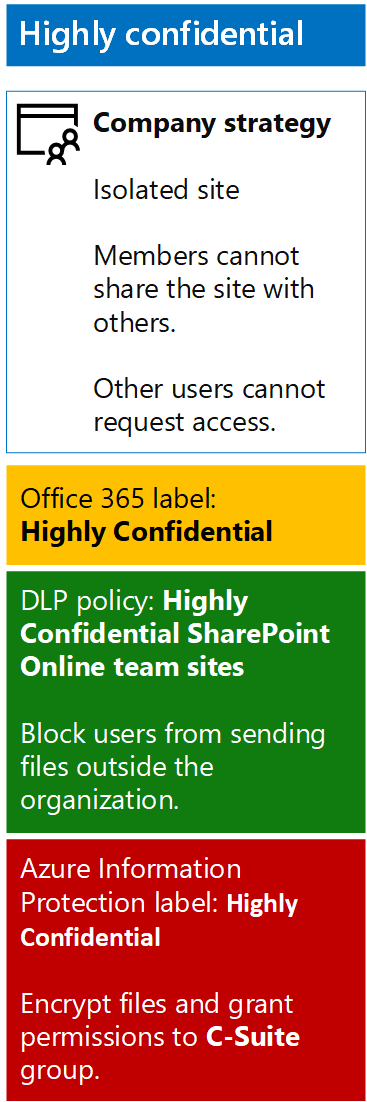 Highly confidential
Company strategy
Isolated site
Members cannot
share the site with
others.
Other users cannot
request access.
Office 365 label:
Highly Confidential
DLP policy: Highly
Confidential SharePoint
Online team sites
Block users from sending
files outside the
organization.
Azure Information
Protection label: Highly
Confidential
Encrypt files and grant
permissions to C-Suite
group.